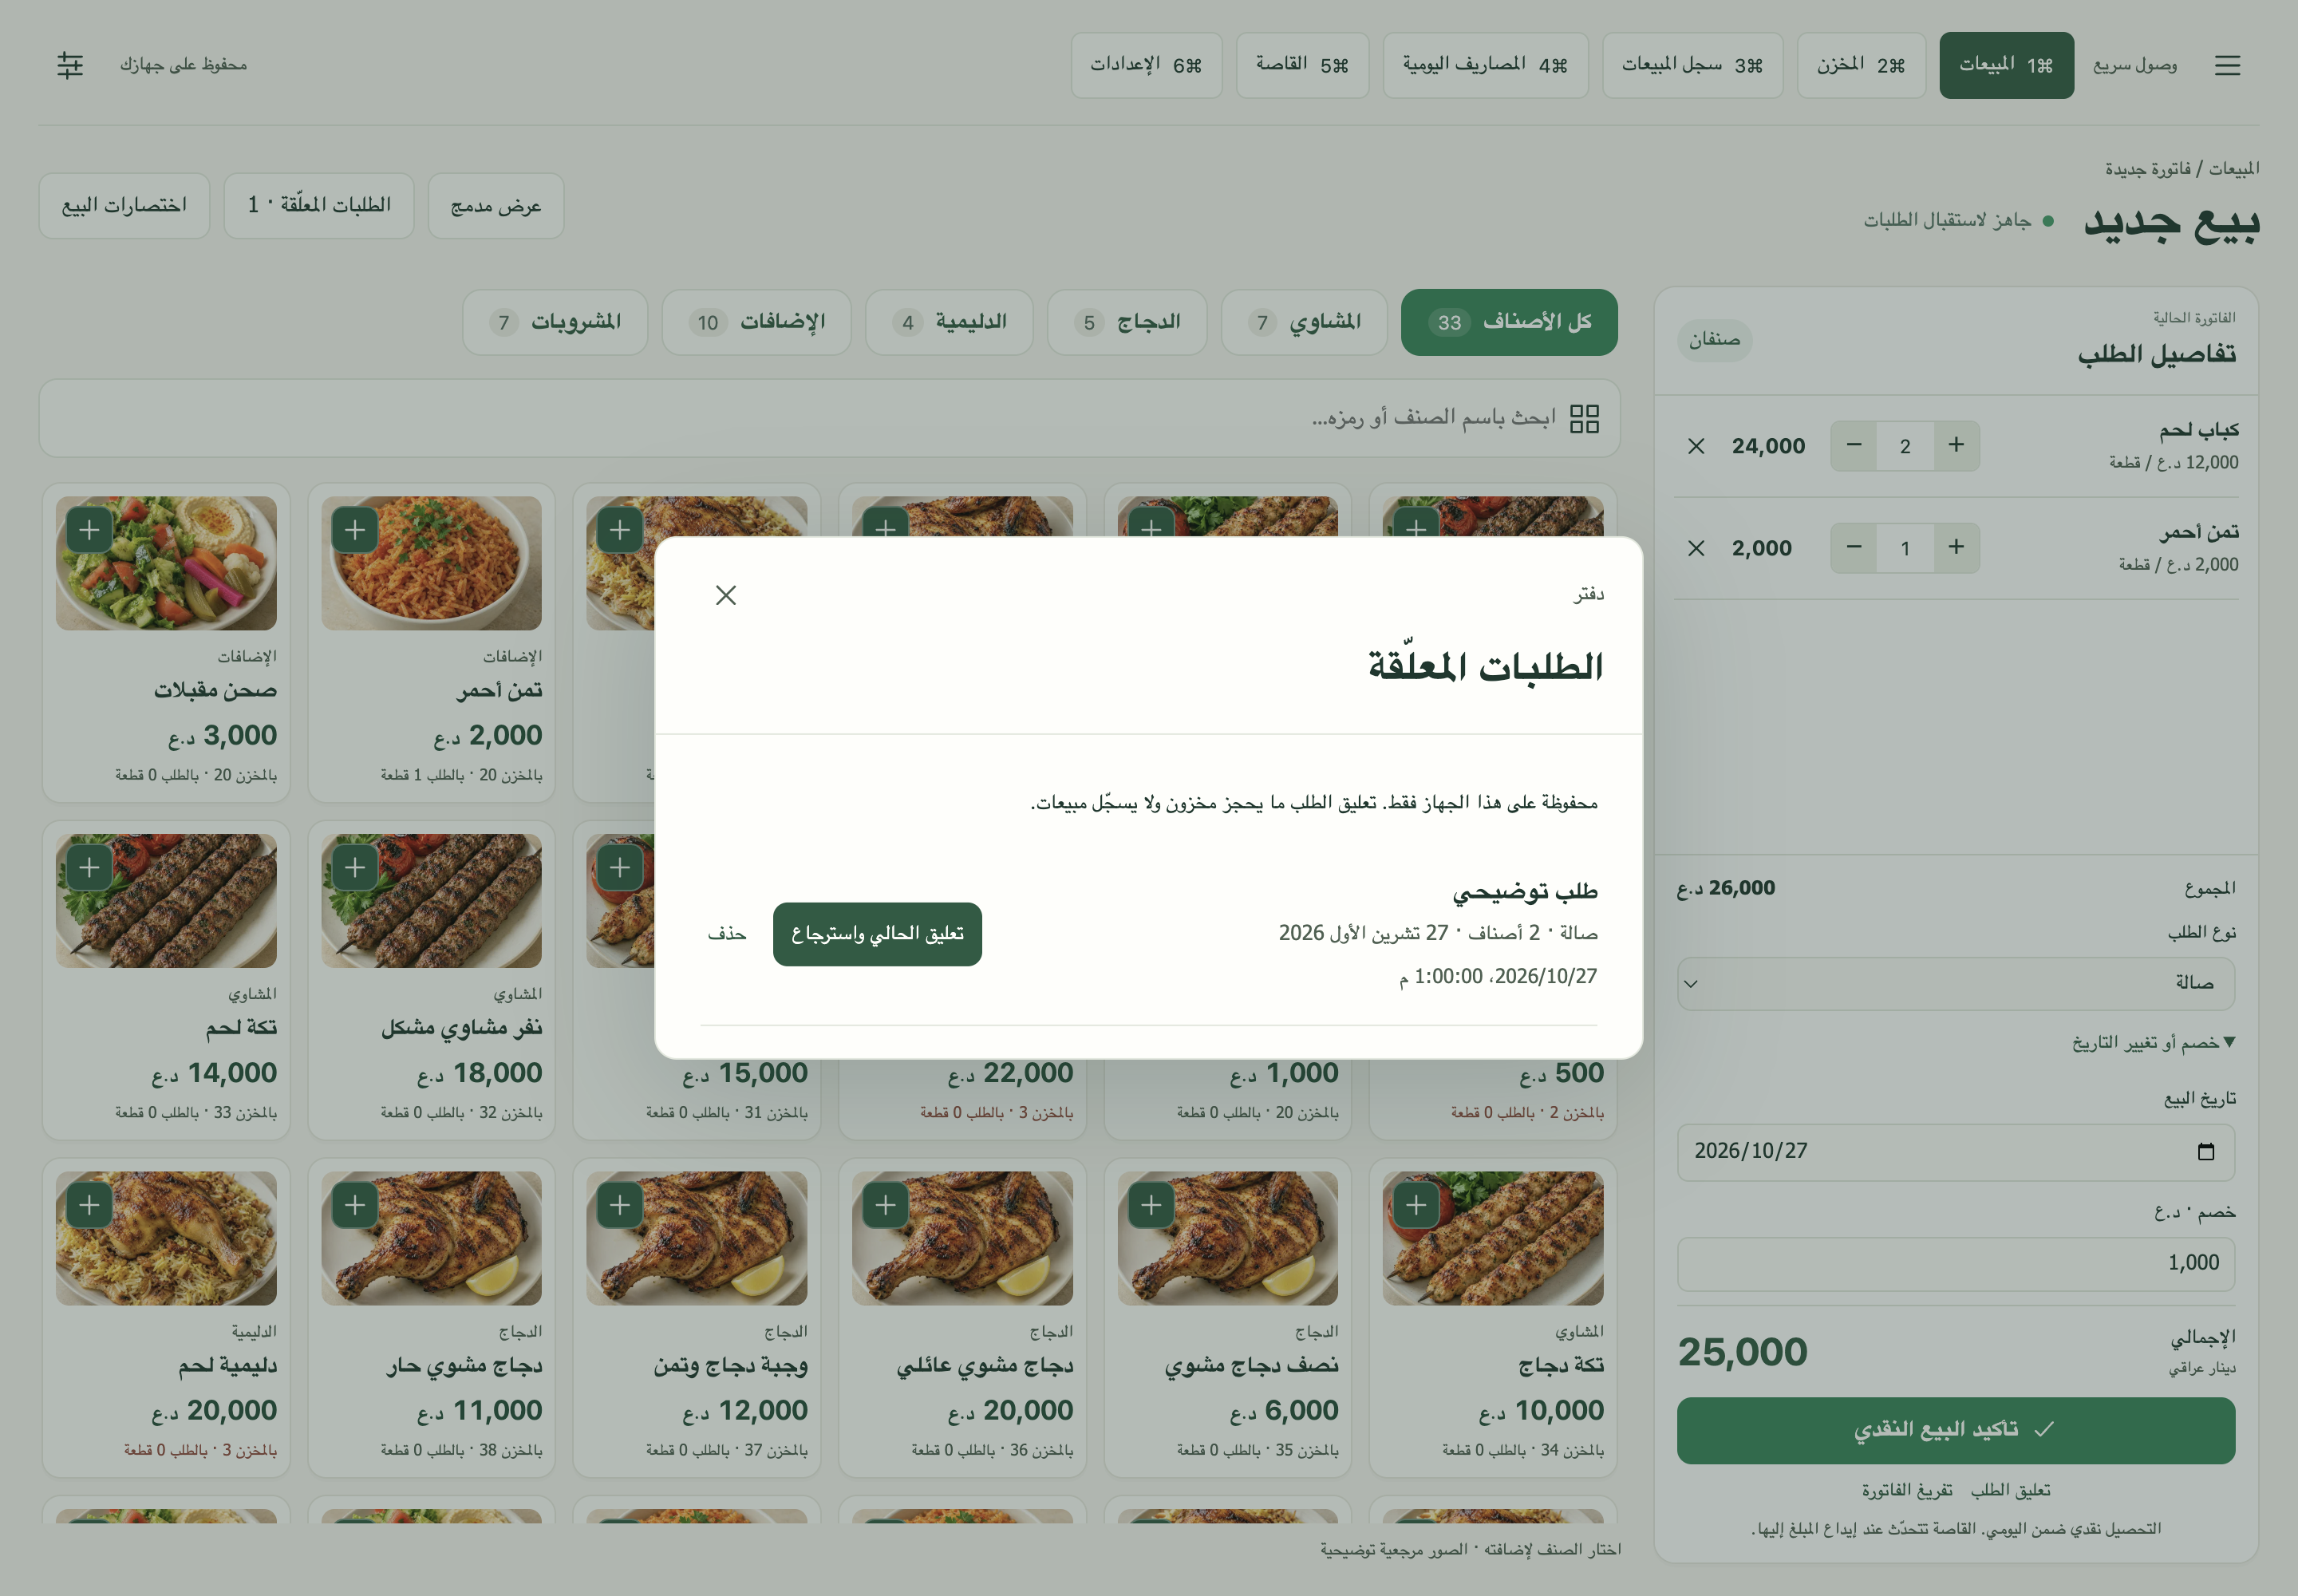 وصول سريع
⌘1 المبيعات
⌘2 المخزن
⌘3 سجل المبيعات
⌘4 المصاريف اليومية
⌘5 القاصة
⌘6 الإعدادات
محفوظ على جهازك
المبيعات / فاتورة جديدة
بيع جديد
جاهز لاستقبال الطلبات
عرض مدمج
الطلبات المعلّقة · 1
اختصارات البيع
الفاتورة الحالية
تفاصيل الطلب
صنفان
كباب لحم
12,000 د.ع / قطعة
+ 2 −
24,000
تمن أحمر
2,000 د.ع / قطعة
+ 1 −
2,000
المجموع
26,000 د.ع
نوع الطلب
صالة
خصم أو تغيير التاريخ
تاريخ البيع
2026/10/27
خصم · د.ع
1,000
الإجمالي
دينار عراقي
25,000
تأكيد البيع النقدي
تعليق الطلب
تفريغ الفاتورة
التحصيل نقدي ضمن اليومي. القاصة تتحدّث عند إيداع المبلغ إليها.
كل الأصناف 33
المشاوي 7
الدجاج 5
الدليمية 4
الإضافات 10
المشروبات 7
ابحث باسم الصنف أو رمزه...
الإضافات
تمن أحمر
2,000 د.ع
بالمخزن 20 · بالطلب 1 قطعة
الإضافات
صحن مقبلات
3,000 د.ع
بالمخزن 20 · بالطلب 0 قطعة
دفتر
الطلبات المعلّقة
محفوظة على هذا الجهاز فقط. تعليق الطلب ما يحجز مخزون ولا يسجّل مبيعات.
طلب توضيحي
صالة · 2 أصناف · 27 تشرين الأول 2026
2026/10/27، 1:00:00 م
تعليق الحالي واسترجاع
حذف
500 د.ع
بالمخزن 2 · بالطلب 0 قطعة
1,000 د.ع
بالمخزن 20 · بالطلب 0 قطعة
22,000 د.ع
بالمخزن 3 · بالطلب 0 قطعة
15,000 د.ع
بالمخزن 31 · بالطلب 0 قطعة
المشاوي
نفر مشاوي مشكل
18,000 د.ع
بالمخزن 32 · بالطلب 0 قطعة
المشاوي
تكة لحم
14,000 د.ع
بالمخزن 33 · بالطلب 0 قطعة
المشاوي
تكة دجاج
10,000 د.ع
بالمخزن 34 · بالطلب 0 قطعة
الدجاج
نصف دجاج مشوي
6,000 د.ع
بالمخزن 35 · بالطلب 0 قطعة
الدجاج
دجاج مشوي عائلي
20,000 د.ع
بالمخزن 36 · بالطلب 0 قطعة
الدجاج
وجبة دجاج وتمن
12,000 د.ع
بالمخزن 37 · بالطلب 0 قطعة
الدجاج
دجاج مشوي حار
11,000 د.ع
بالمخزن 38 · بالطلب 0 قطعة
الدليمية
دليمية لحم
20,000 د.ع
بالمخزن 3 · بالطلب 0 قطعة
اختار الصنف لإضافته · الصور مرجعية توضيحية